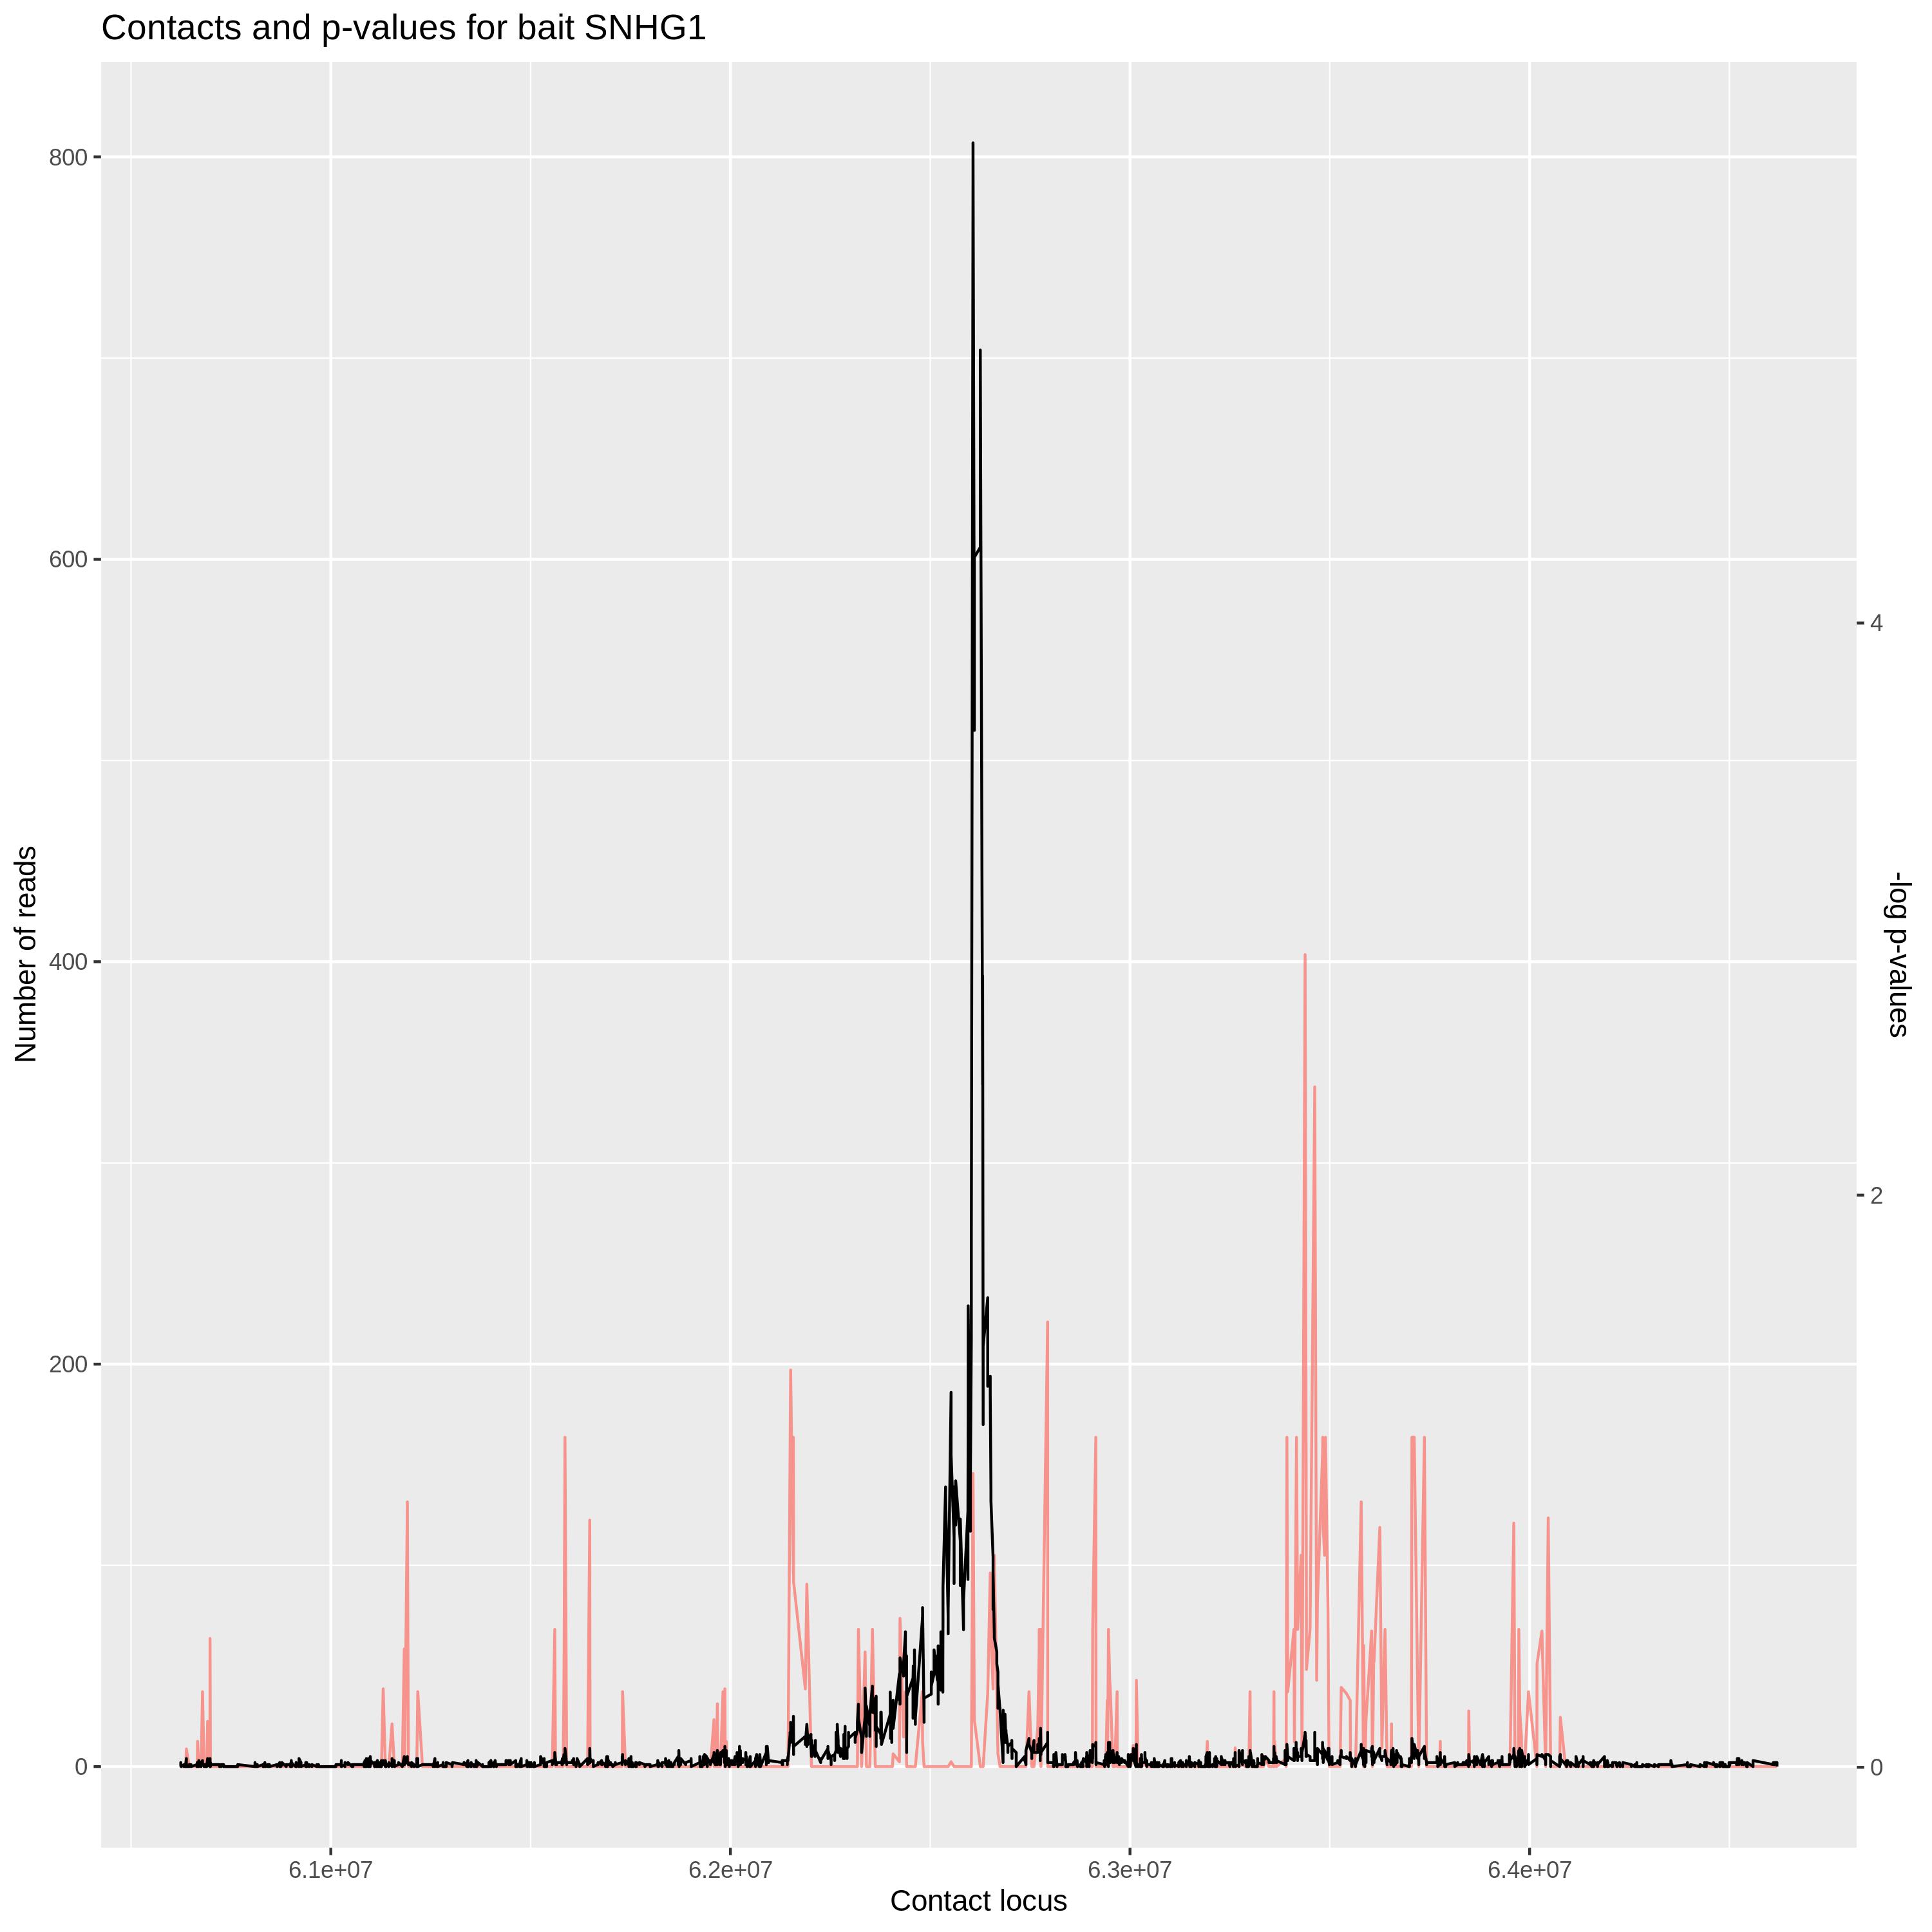 Contacts and p-values for bait SNHG1
800
600
400
200
0
Number of reads
4
2
0
-log p-values
6.1e+07
6.2e+07
6.3e+07
6.4e+07
Contact locus